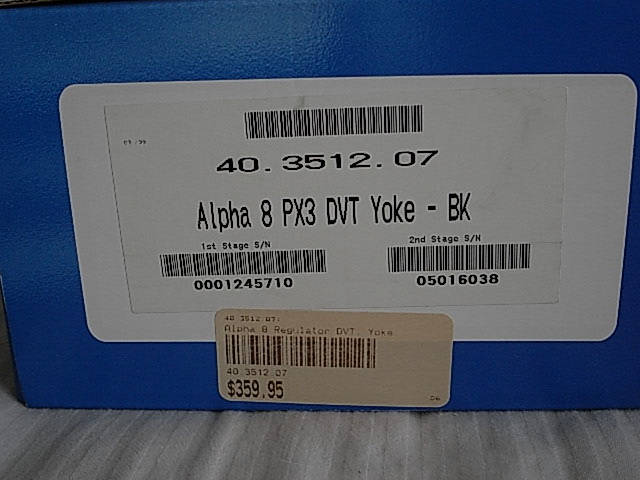 40.3512.07
Alpha 8 PX3 DVT Yoke - BK
1st Stage S/N
2nd Stage S/N
0001245710
05016038
40 3512 07
Alpha 8 Regulator DVT, Yoke
40 3512 07
$359.95